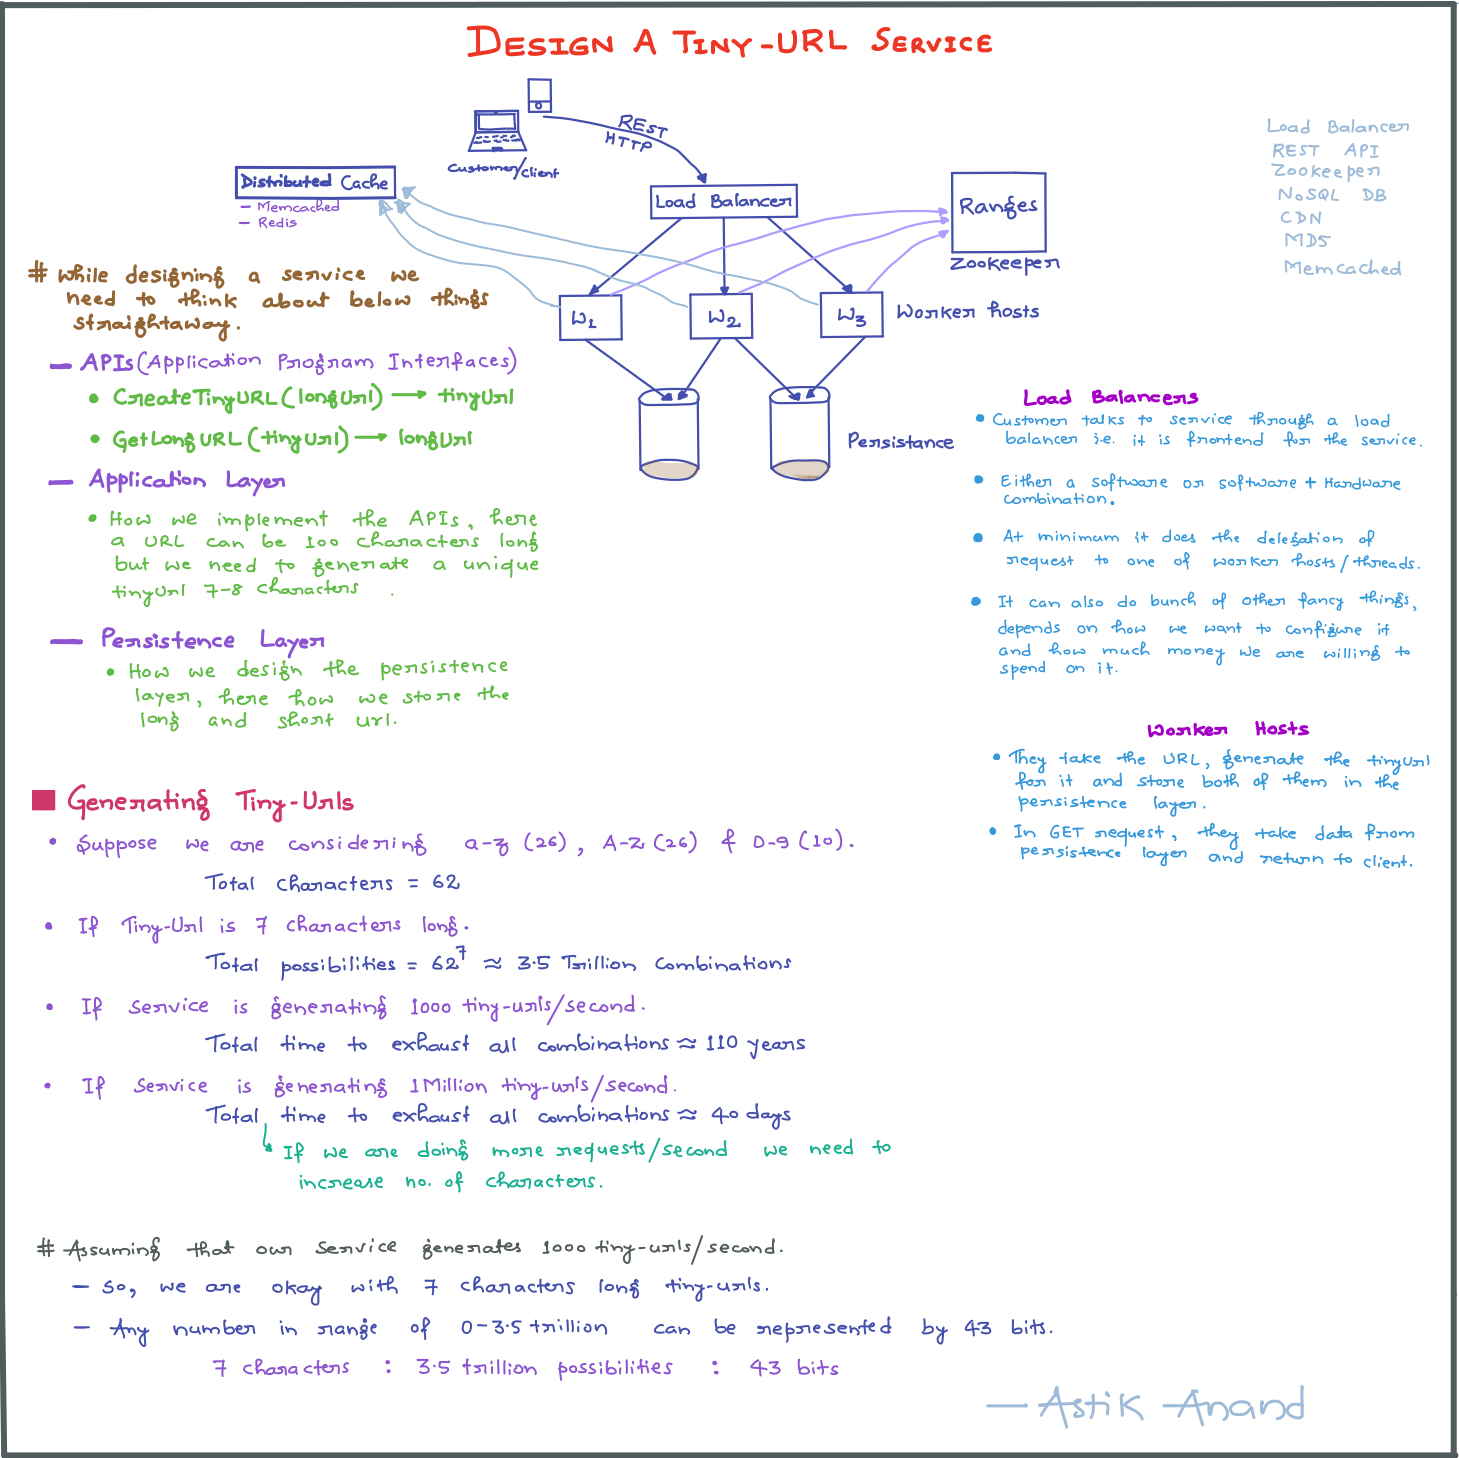 DESIGN A TINY-URL SERVICE
REST
HTTP
Customer/client
Distributed Cache
- Memcached
- Redis
Load Balancer
Ranges
Zookeeper
Load Balancer
REST API
Zookeeper
NoSQL DB
CDN
MD5
Memcached
W1
W2
W3
Worker hosts
Persistance
# While designing a service we
need to think about below things
straightaway.
- APIs (Application Program Interfaces)
• CreateTinyURL(longUrl) → tinyUrl
• GetLongURL(tinyUrl) → longUrl
- Application Layer
• How we implement the APIs, here
a URL can be 100 characters long
but we need to generate a unique
tinyUrl 7-8 characters .
- Persistence Layer
• How we design the persistence
layer, here how we store the
long and short url.
Load Balancers
• Customer talks to service through a load
balancer i.e. it is frontend for the service.
• Either a software or software + Hardware
combination.
• At minimum it does the delegation of
request to one of worker hosts/threads.
• It can also do bunch of other fancy things,
depends on how we want to configure it
and how much money we are willing to
spend on it.
Worker Hosts
• They take the URL, generate the tinyUrl
for it and store both of them in the
persistence layer.
• In GET request, they take data from
persistence layer and return to client.
Generating Tiny-Urls
• Suppose we are considering a-z (26), A-Z (26) & 0-9 (10).
Total characters = 62
• If Tiny-Url is 7 characters long.
Total possibilities = 62^7 ≈ 3.5 Trillion combinations
• If service is generating 1000 tiny-urls/second.
Total time to exhaust all combinations ≈ 110 years
• If service is generating 1 Million tiny-urls/second.
Total time to exhaust all combinations ≈ 40 days
If we are doing more requests/second we need to
increase no. of characters.
# Assuming that our service generates 1000 tiny-urls/second.
- So, we are okay with 7 characters long tiny-urls.
- Any number in range of 0-3.5 trillion can be represented by 43 bits.
7 characters : 3.5 trillion possibilities : 43 bits
- Astik Anand